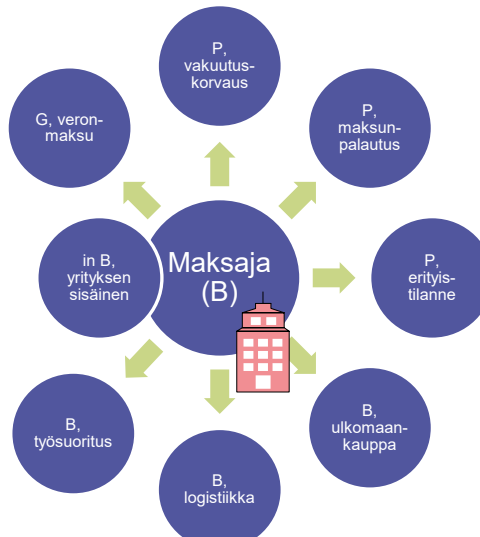 P,
vakuutus-
korvaus
P,
maksun-
palautus
P,
erityis-
tilanne
B,
ulkomaan-
kauppa
B,
logistiikka
B,
työsuoritus
in B,
yrityksen
sisäinen
G, veron-
maksu
Maksaja
(B)